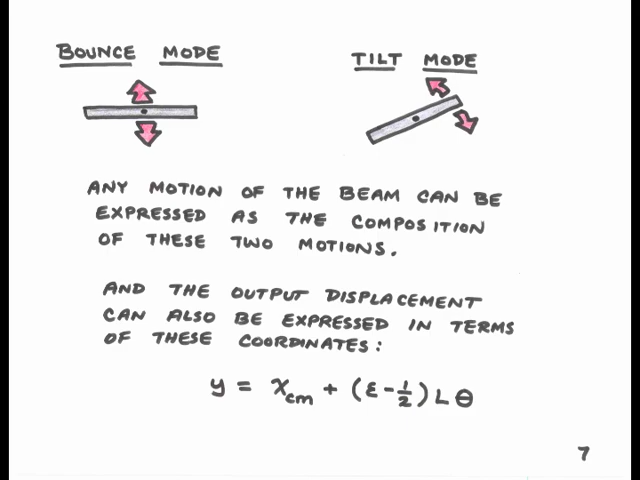 BOUNCE MODE
TILT MODE
ANY MOTION OF THE BEAM CAN BE
EXPRESSED AS THE COMPOSITION
OF THESE TWO MOTIONS.
AND THE OUTPUT DISPLACEMENT
CAN ALSO BE EXPRESSED IN TERMS
OF THESE COORDINATES:
y = x_cm + (ε - 1/2) L θ
7